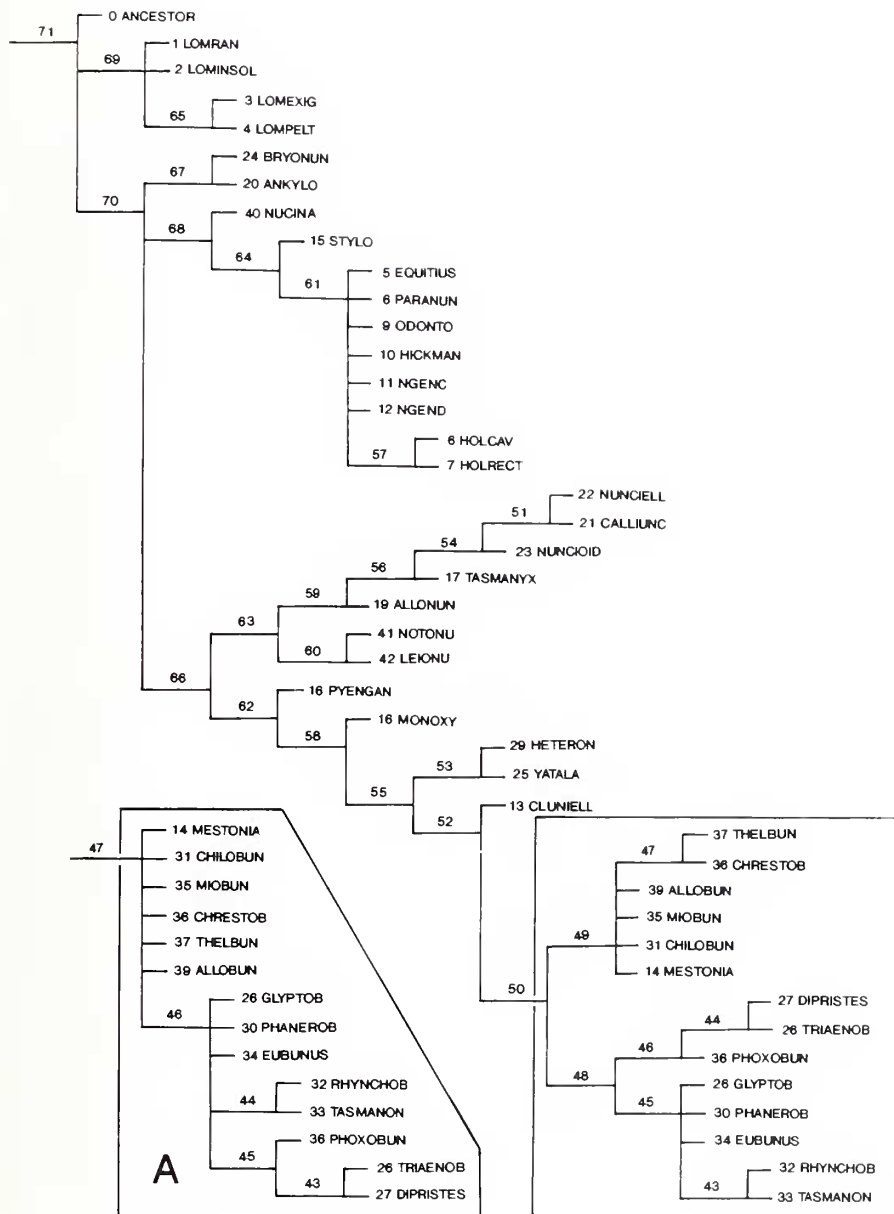 0 ANCESTOR
71
1 LOMRAN
69
2 LOMINSOL
3 LOMEXIG
65
4 LOMPELT
24 BRYONUN
67
20 ANKYLO
70
40 NUCINA
68
15 STYLO
64
5 EQUITIUS
61
6 PARANUN
9 ODONTO
10 HICKMAN
11 NGENC
12 NGEND
6 HOLCAV
57
7 HOLRECT
22 NUNCIELL
51
21 CALLIUNC
54
23 NUNCIOID
56
17 TASMANYX
59
19 ALLONUN
63
41 NOTONU
60
42 LEIONU
66
16 PYENGAN
62
16 MONOXY
58
29 HETERON
53
25 YATALA
55
13 CLUNIELL
52
14 MESTONIA
47
31 CHILOBUN
35 MIOBUN
36 CHRESTOB
37 THELBUN
39 ALLOBUN
26 GLYPTOB
46
30 PHANEROB
34 EUBUNUS
32 RHYNCHOB
44
33 TASMANON
36 PHOXOBUN
45
26 TRIAENOB
43
27 DIPRISTES
A
37 THELBUN
47
36 CHRESTOB
39 ALLOBUN
35 MIOBUN
49
31 CHILOBUN
14 MESTONIA
50
27 DIPRISTES
44
26 TRIAENOB
46
36 PHOXOBUN
48
26 GLYPTOB
45
30 PHANEROB
34 EUBUNUS
32 RHYNCHOB
43
33 TASMANON